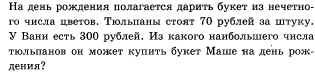 На день рождения полагается дарить букет из нечетно-
го числа цветов. Тюльпаны стоят 70 рублей за штуку.
У Вани есть 300 рублей. Из какого наибольшего числа
тюльпанов он может купить букет Маше на день рож-
дения?